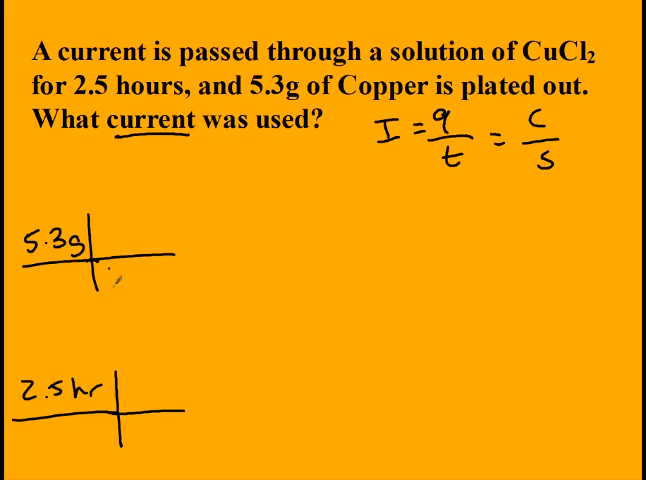 A current is passed through a solution of CuCl₂
for 2.5 hours, and 5.3g of Copper is plated out.
What current was used?
I = q/t = C/S
5.3g
2.5hr